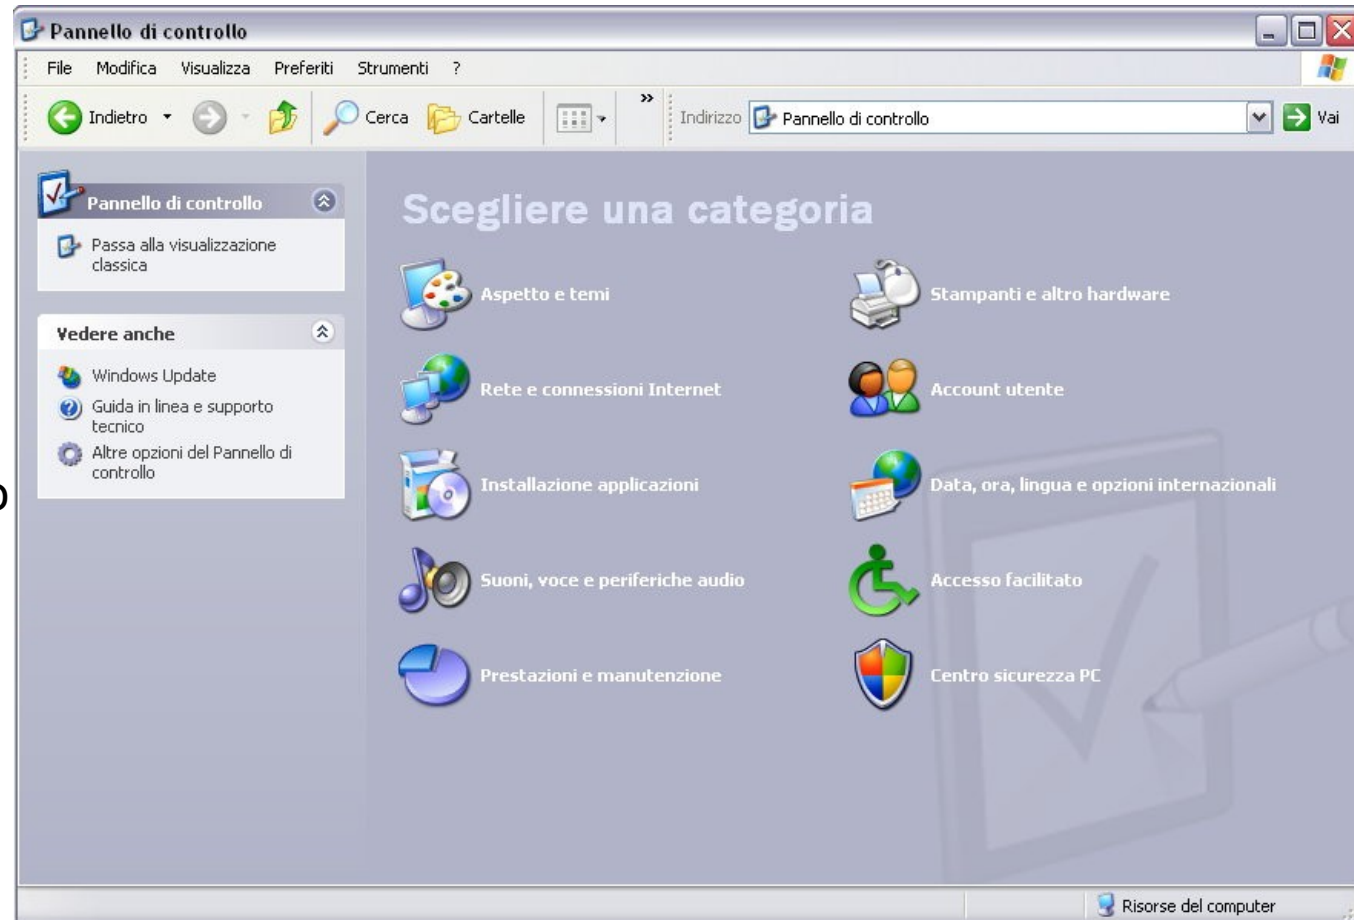 Pannello di controllo
File Modifica Visualizza Preferiti Strumenti ?
Indietro Cerca Cartelle » Indirizzo Pannello di controllo Vai
Pannello di controllo
Passa alla visualizzazione
classica
Vedere anche
Windows Update
Guida in linea e supporto
tecnico
Altre opzioni del Pannello di
controllo
o
Scegliere una categoria
Aspetto e temi
Stampanti e altro hardware
Rete e connessioni Internet
Account utente
Installazione applicazioni
Data, ora, lingua e opzioni internazionali
Suoni, voce e periferiche audio
Accesso facilitato
Prestazioni e manutenzione
Centro sicurezza PC
Risorse del computer